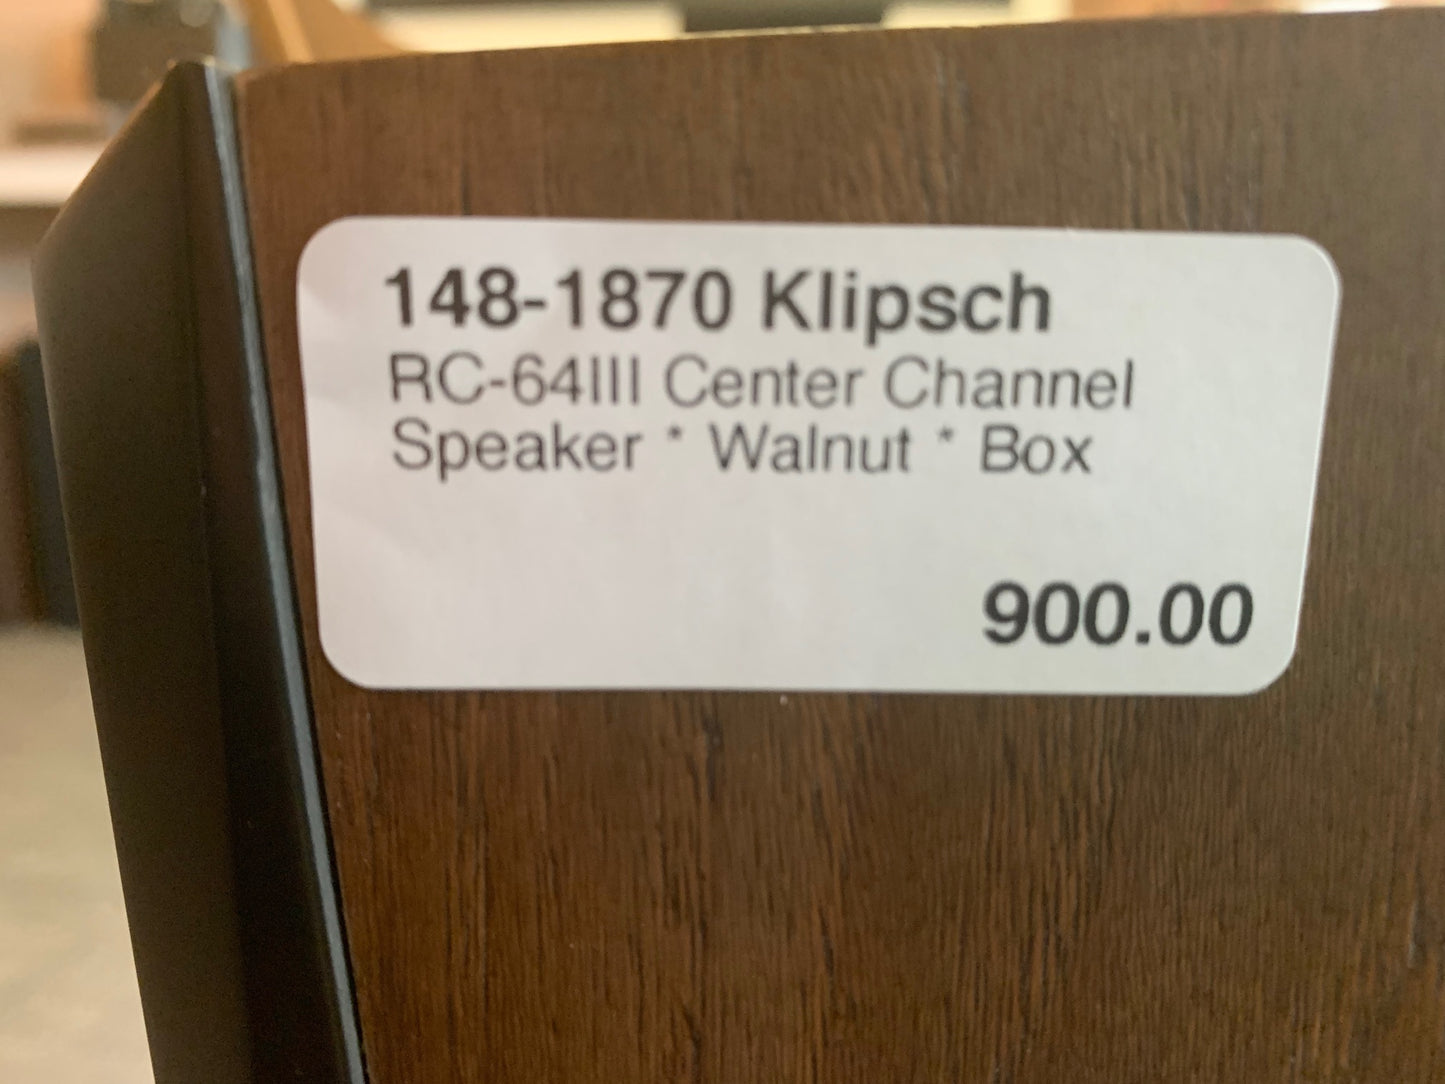 148-1870 Klipsch
RC-64III Center Channel
Speaker * Walnut * Box
900.00